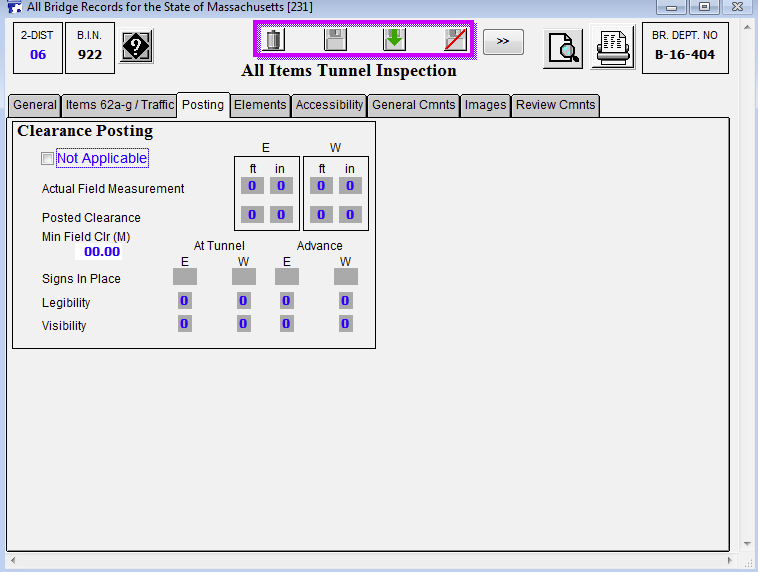 All Bridge Records for the State of Massachusetts [231]
2-DIST
06
B.I.N.
922
?
>>
BR. DEPT. NO
B-16-404
All Items Tunnel Inspection
General
Items 62a-g / Traffic
Posting
Elements
Accessibility
General Cmnts
Images
Review Cmnts
Clearance Posting
Not Applicable
E W
ft in ft in
Actual Field Measurement 0 0 0 0
Posted Clearance 0 0 0 0
Min Field Clr (M)
00.00
At Tunnel Advance
E W E W
Signs In Place
Legibility 0 0 0 0
Visibility 0 0 0 0